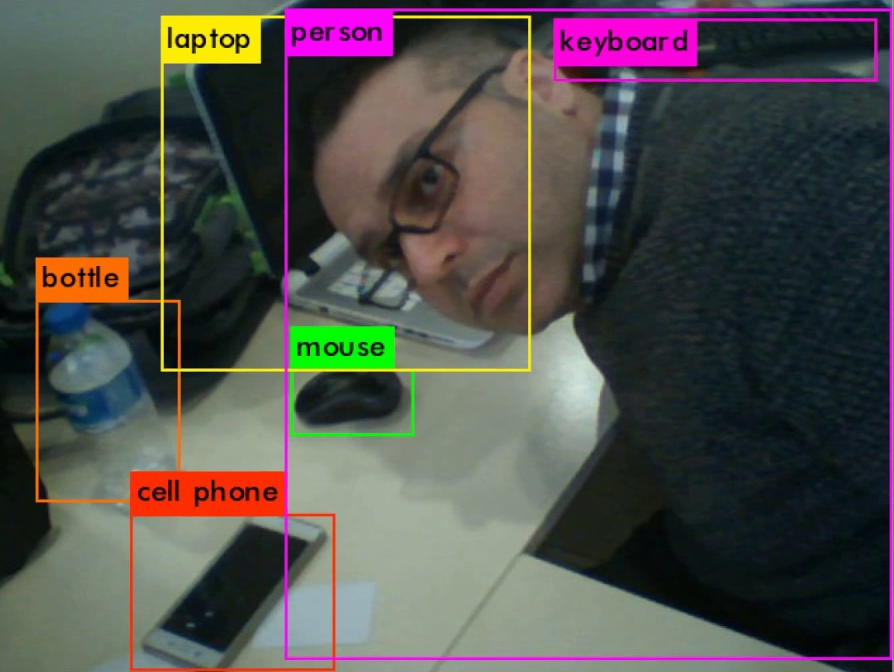 laptop
person
keyboard
bottle
mouse
cell phone